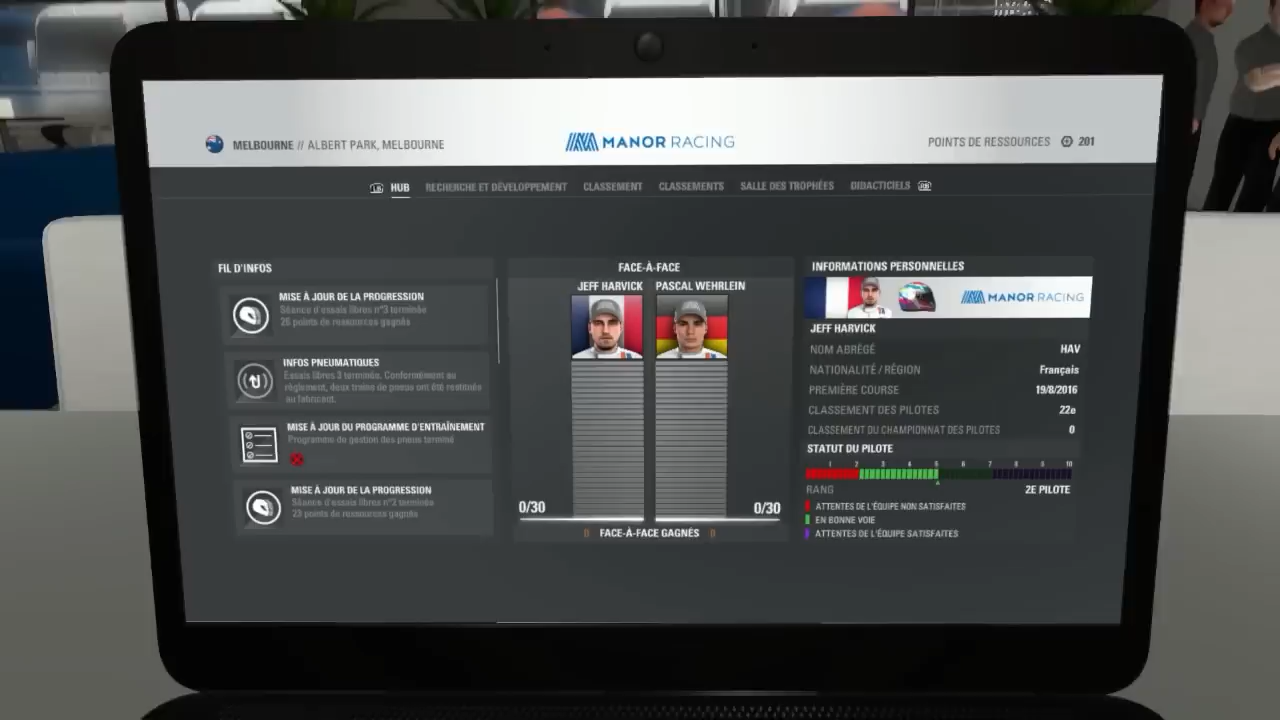 MELBOURNE // ALBERT PARK, MELBOURNE
MANOR RACING
POINTS DE RESSOURCES 201
LB HUB RECHERCHE ET DÉVELOPPEMENT CLASSEMENT CLASSEMENTS SALLE DES TROPHÉES DIDACTICIELS RB
FIL D'INFOS
MISE À JOUR DE LA PROGRESSION
Séance d'essais libres n°3 terminée
26 points de ressources gagnés
INFOS PNEUMATIQUES
Essais libres 3 terminée. Conformément au
règlement, deux trains de pneus ont été restitués
au fabricant.
MISE À JOUR DU PROGRAMME D'ENTRAÎNEMENT
Programme de gestion des pneus terminé
MISE À JOUR DE LA PROGRESSION
Séance d'essais libres n°2 terminée
23 points de ressources gagnés
FACE-À-FACE
JEFF HARVICK PASCAL WEHRLEIN
0/30 0/30
0 FACE-À-FACE GAGNÉS 0
INFORMATIONS PERSONNELLES
MANOR RACING
JEFF HARVICK
NOM ABRÉGÉ HAV
NATIONALITÉ / RÉGION Français
PREMIÈRE COURSE 19/8/2016
CLASSEMENT DES PILOTES 22e
CLASSEMENT DU CHAMPIONNAT DES PILOTES 0
STATUT DU PILOTE
1 2 3 4 5 6 7 8 9 10
RANG 2E PILOTE
ATTENTES DE L'ÉQUIPE NON SATISFAITES
EN BONNE VOIE
ATTENTES DE L'ÉQUIPE SATISFAITES